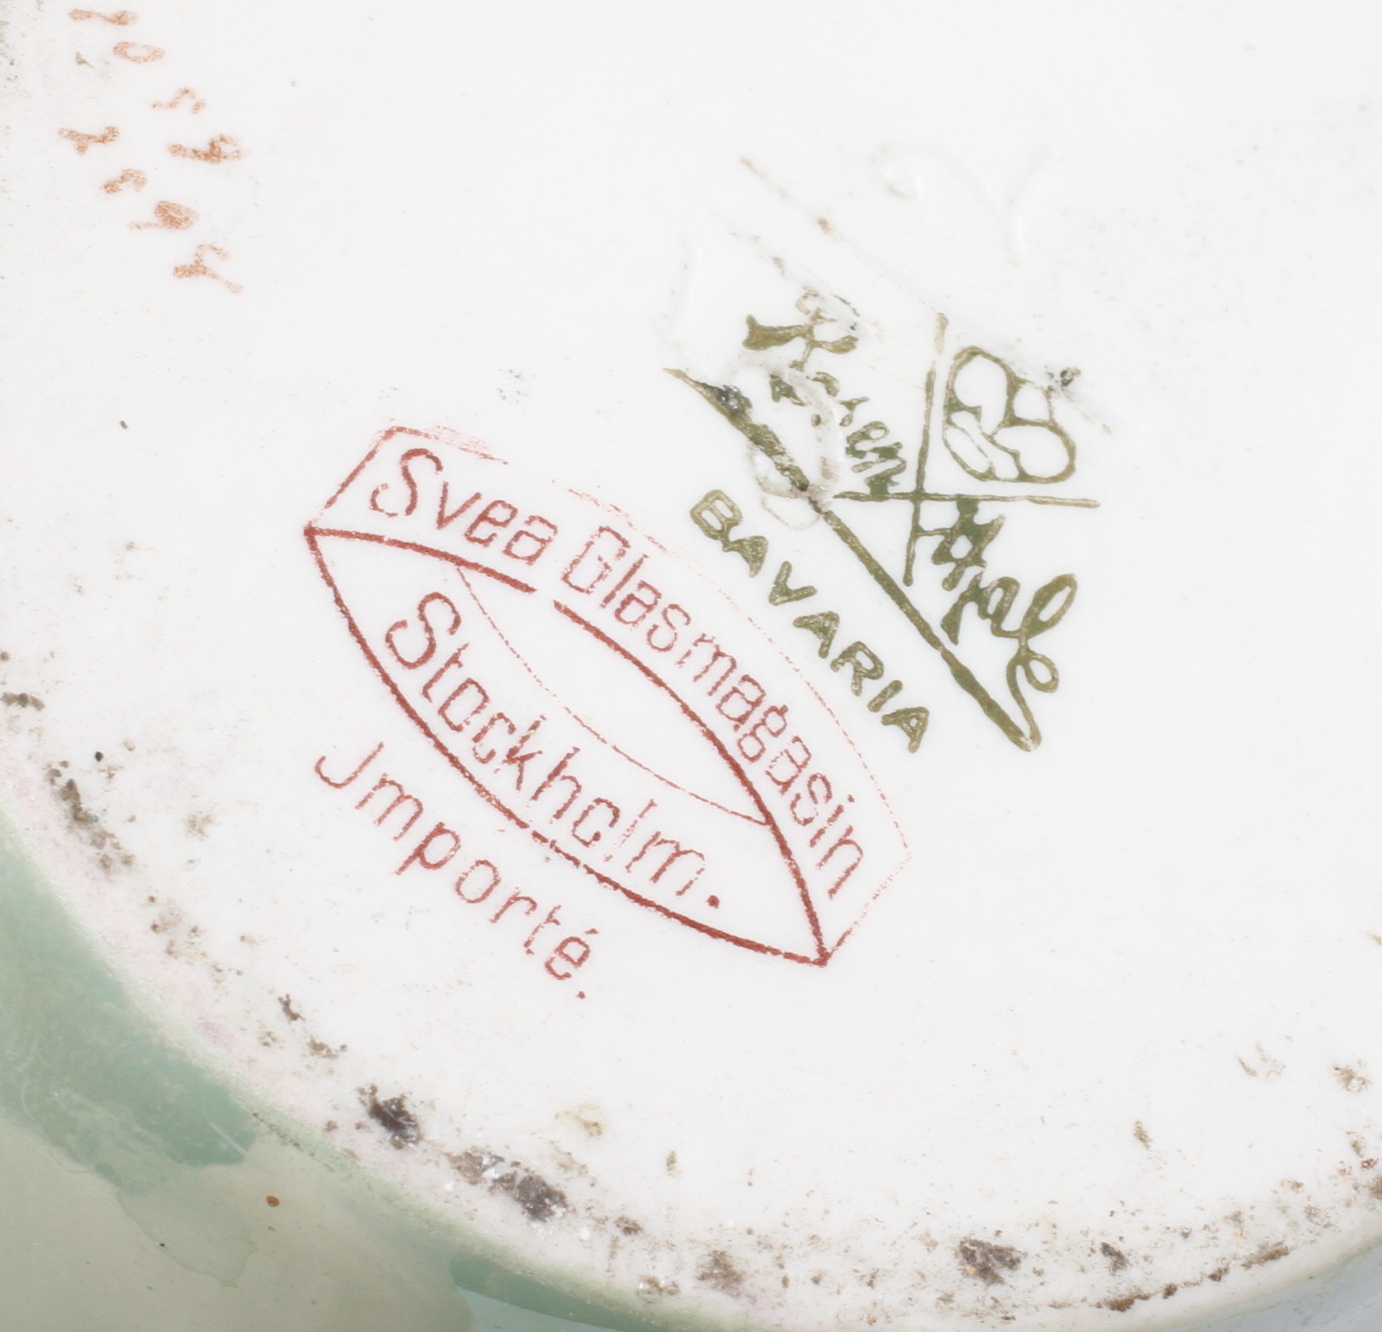 Rosenthal
BAVARIA
Svea Glasmagasin
Stockholm.
Jmporté.